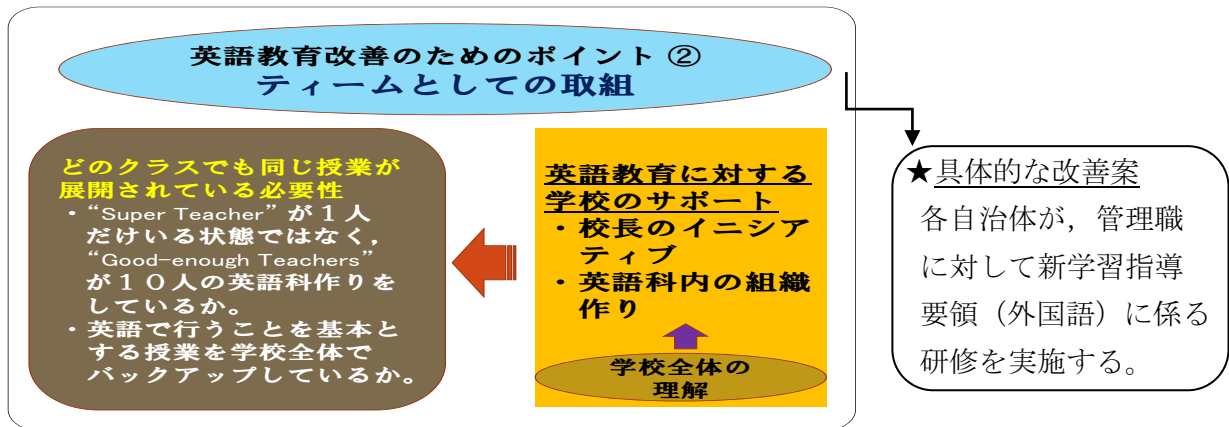 英語教育改善のためのポイント ②
ティームとしての取組
どのクラスでも同じ授業が
展開されている必要性
・“Super Teacher”が１人
だけいる状態ではなく，
“Good-enough Teachers”
が１０人の英語科作りを
しているか。
・英語で行うことを基本と
する授業を学校全体で
バックアップしているか。
英語教育に対する
学校のサポート
・校長のイニシア
ティブ
・英語科内の組織
作り
学校全体の
理解
★具体的な改善案
各自治体が，管理職
に対して新学習指導
要領（外国語）に係る
研修を実施する。